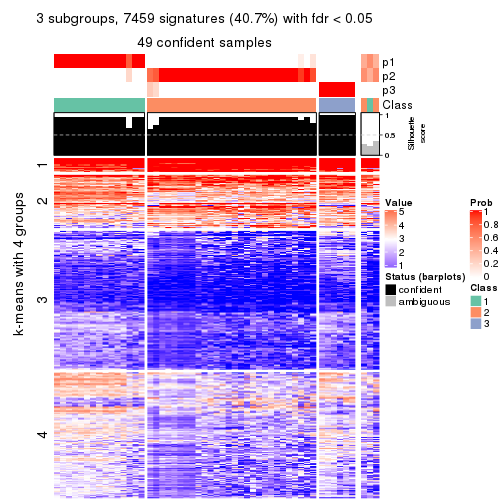 3 subgroups, 7459 signatures (40.7%) with fdr < 0.05
49 confident samples
p1
p2
p3
Class
1
0.5
0
Silhouette
score
k-means with 4 groups
1
2
3
4
Value
5
4
3
2
1
Status (barplots)
confident
ambiguous
Prob
1
0.8
0.6
0.4
0.2
0
Class
1
2
3